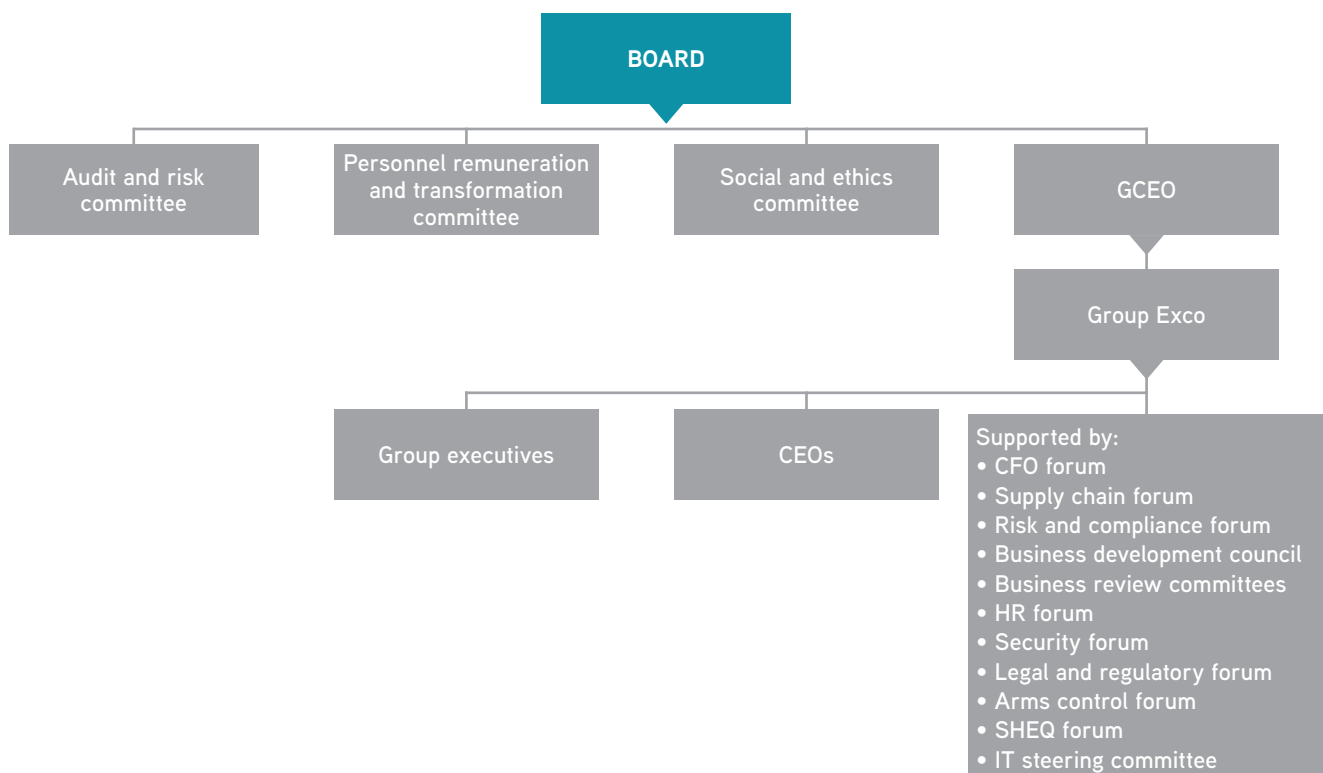 BOARD
Audit and risk
committee
Personnel remuneration
and transformation
committee
Social and ethics
committee
GCEO
Group Exco
Group executives
CEOs
Supported by:
• CFO forum
• Supply chain forum
• Risk and compliance forum
• Business development council
• Business review committees
• HR forum
• Security forum
• Legal and regulatory forum
• Arms control forum
• SHEQ forum
• IT steering committee